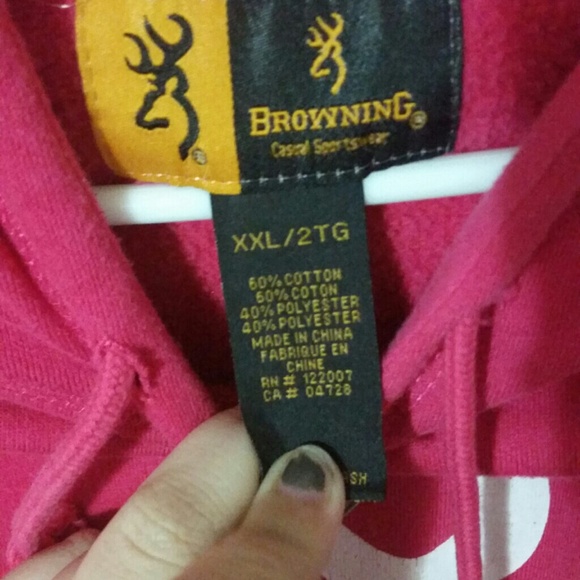 BROWNING®
Casual Sportswear
®
XXL/2TG
60% COTTON
60% COTON
40% POLYESTER
40% POLYESTER
MADE IN CHINA
FABRIQUE EN
CHINE
RN # 122007
CA # 04728
-SH